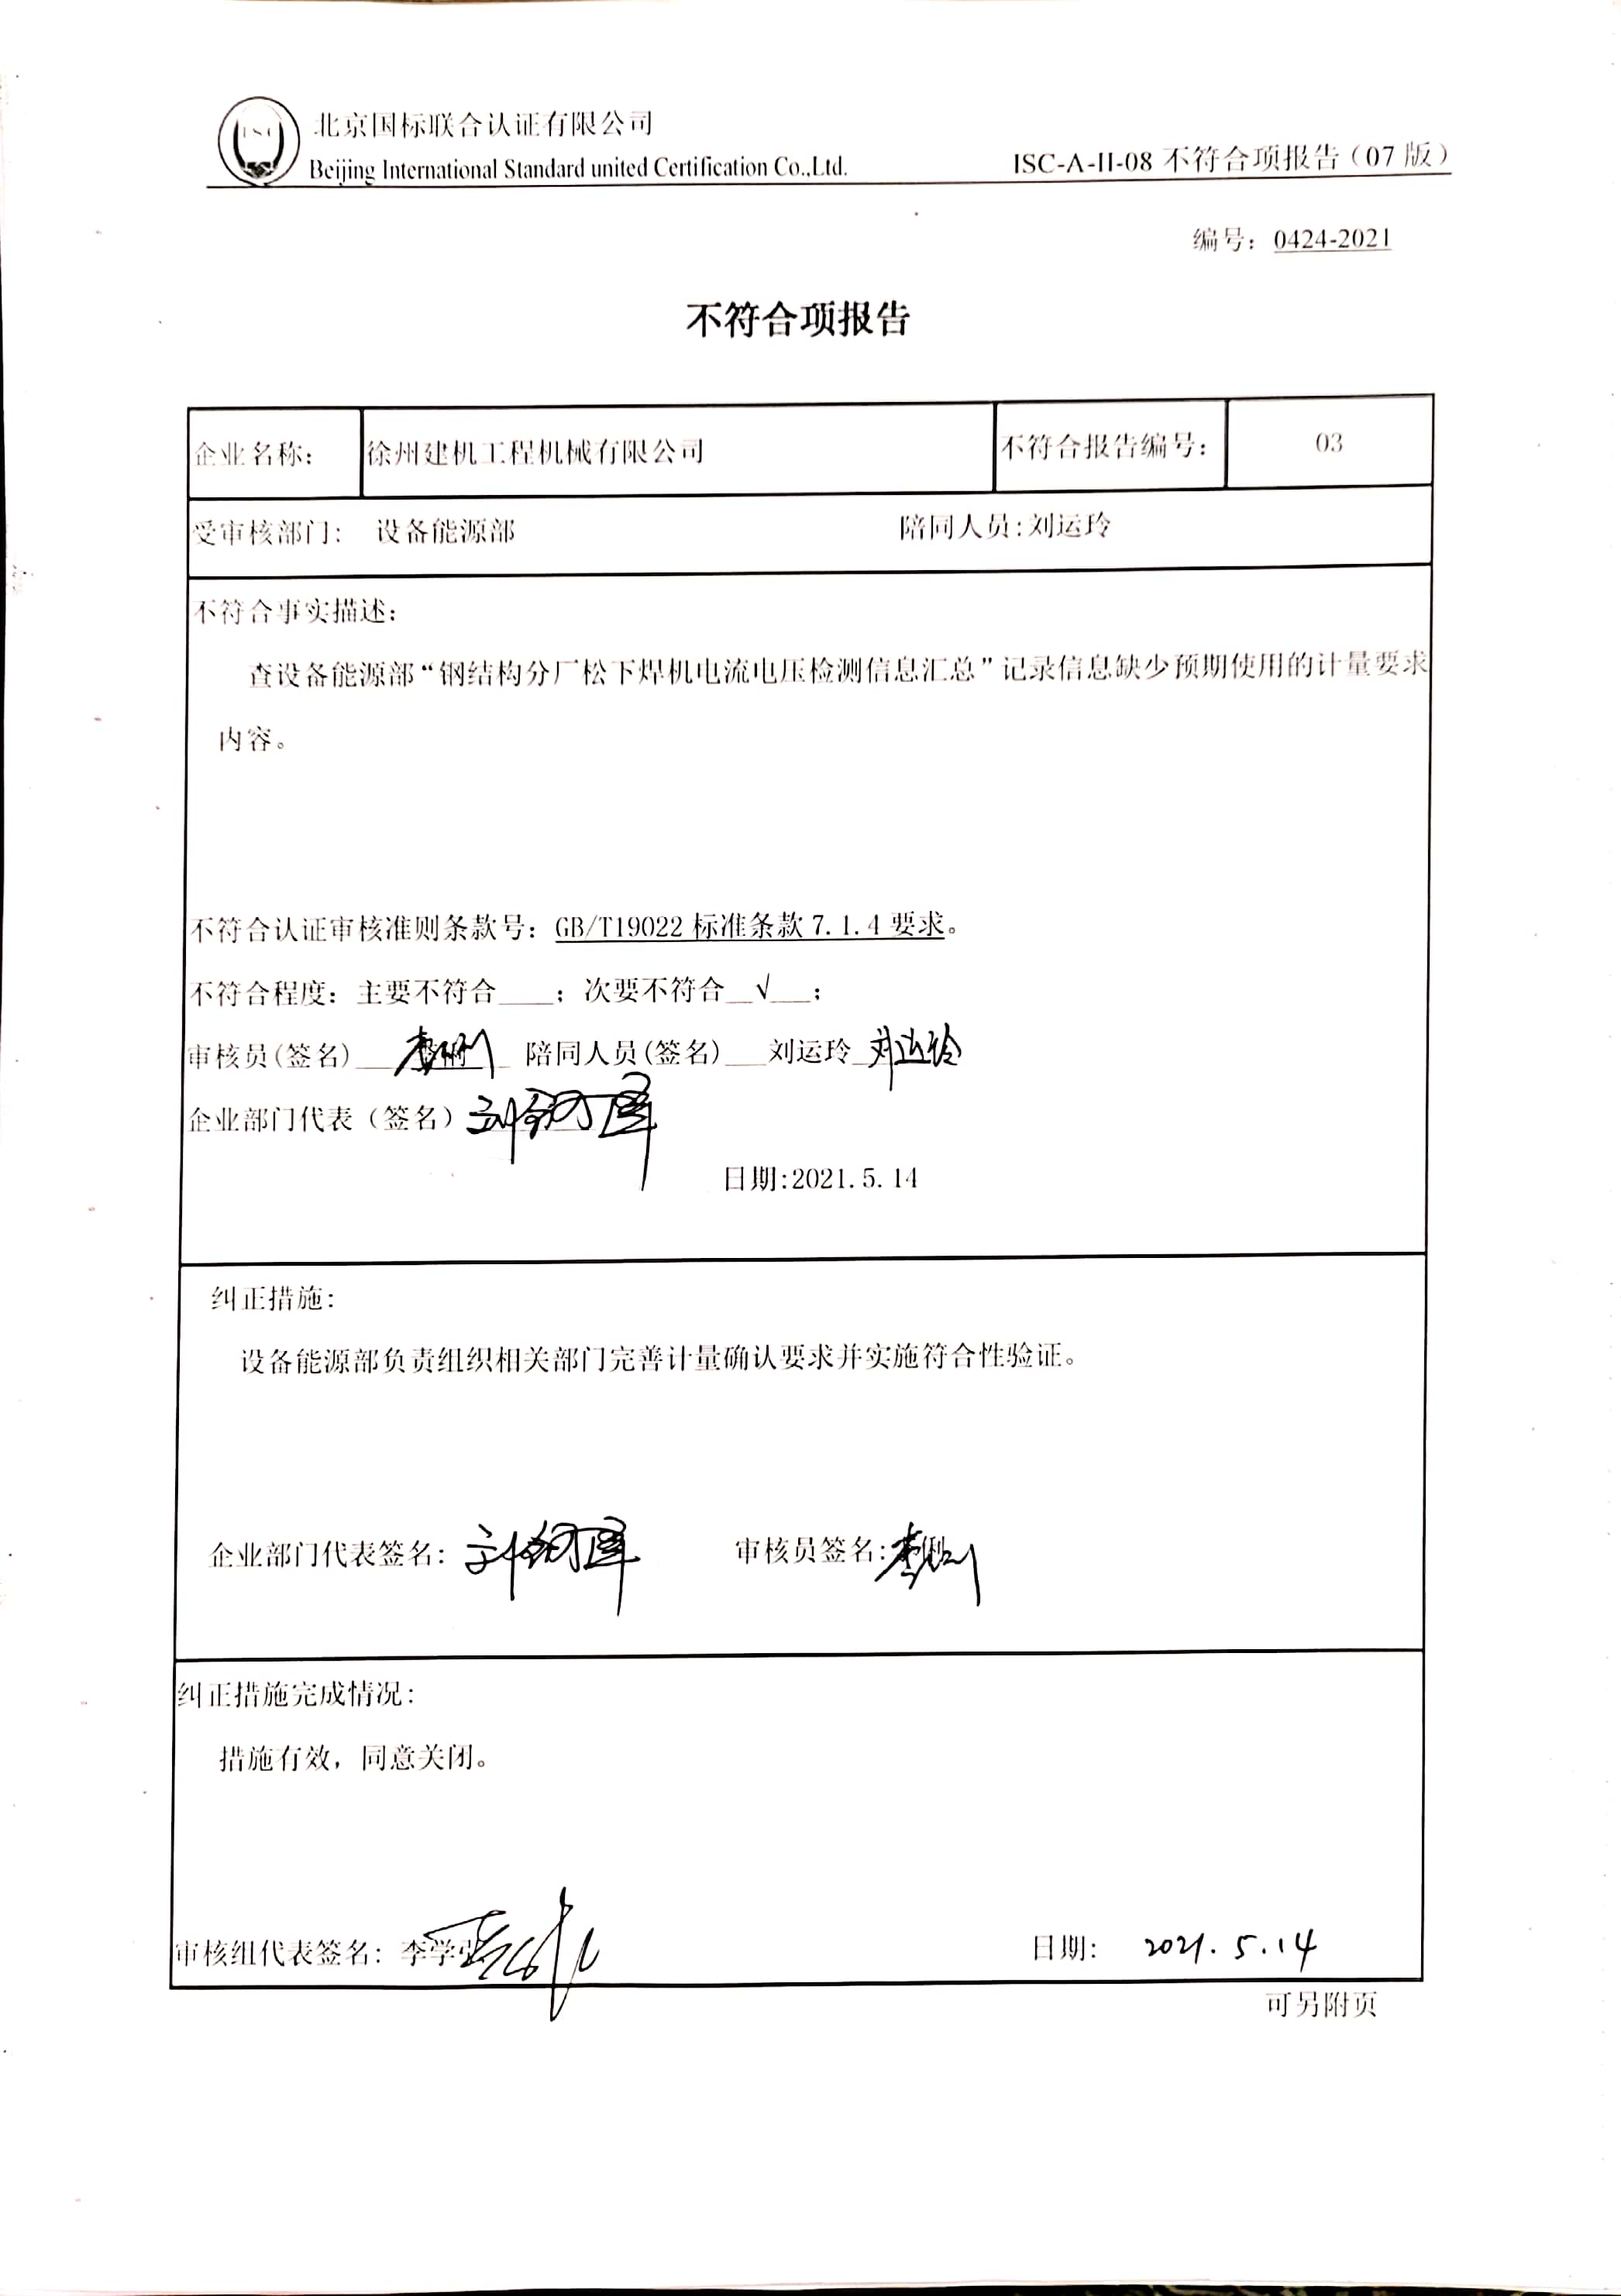 ISC
北京国标联合认证有限公司
Beijing International Standard united Certification Co.,Ltd.
ISC-A-II-08 不符合项报告（07 版）
编号：0424-2021
不符合项报告
企业名称： 徐州建机工程机械有限公司 不符合报告编号： 03
受审核部门： 设备能源部 陪同人员:刘运玲
不符合事实描述：
查设备能源部“钢结构分厂松下焊机电流电压检测信息汇总”记录信息缺少预期使用的计量要求
内容。
不符合认证审核准则条款号：GB/T19022 标准条款 7.1.4 要求。
不符合程度：主要不符合____；次要不符合__√___；
审核员(签名) 陪同人员(签名)___刘运玲_刘运玲
企业部门代表（签名）
日期:2021.5.14
纠正措施：
设备能源部负责组织相关部门完善计量确认要求并实施符合性验证。
企业部门代表签名： 审核员签名:
纠正措施完成情况：
措施有效，同意关闭。
审核组代表签名：李学 日期： 2021.5.14
可另附页